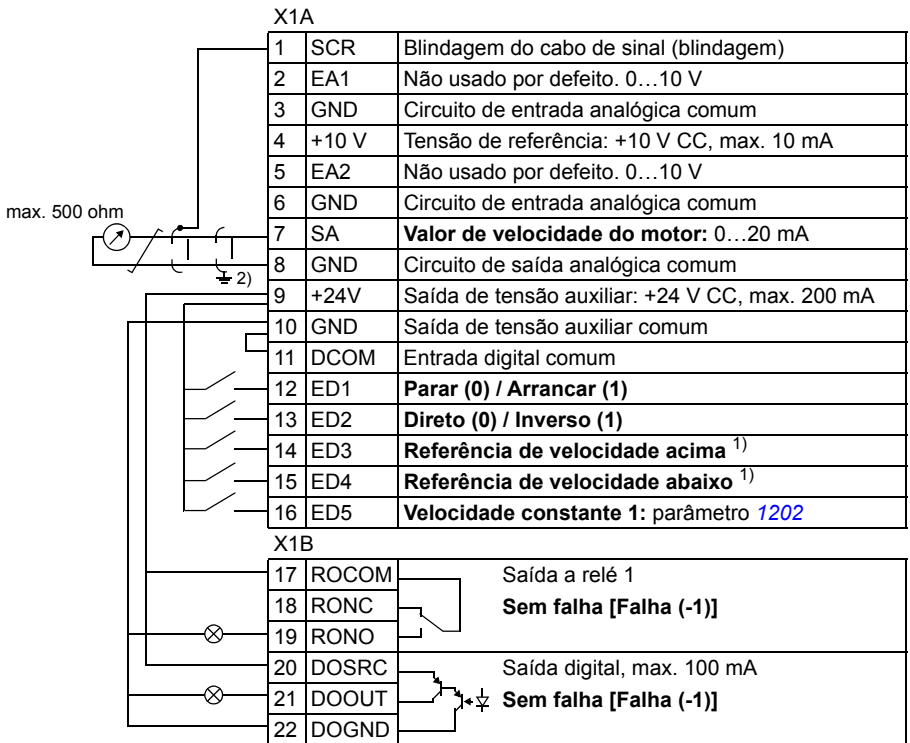 X1A
1 SCR Blindagem do cabo de sinal (blindagem)
2 EA1 Não usado por defeito. 0…10 V
3 GND Circuito de entrada analógica comum
4 +10 V Tensão de referência: +10 V CC, max. 10 mA
5 EA2 Não usado por defeito. 0…10 V
6 GND Circuito de entrada analógica comum
max. 500 ohm
7 SA Valor de velocidade do motor: 0…20 mA
8 GND Circuito de saída analógica comum
2)
9 +24V Saída de tensão auxiliar: +24 V CC, max. 200 mA
10 GND Saída de tensão auxiliar comum
11 DCOM Entrada digital comum
12 ED1 Parar (0) / Arrancar (1)
13 ED2 Direto (0) / Inverso (1)
14 ED3 Referência de velocidade acima 1)
15 ED4 Referência de velocidade abaixo 1)
16 ED5 Velocidade constante 1: parâmetro 1202
X1B
17 ROCOM Saída a relé 1
18 RONC Sem falha [Falha (-1)]
19 RONO
20 DOSRC Saída digital, max. 100 mA
21 DOOUT Sem falha [Falha (-1)]
22 DOGND